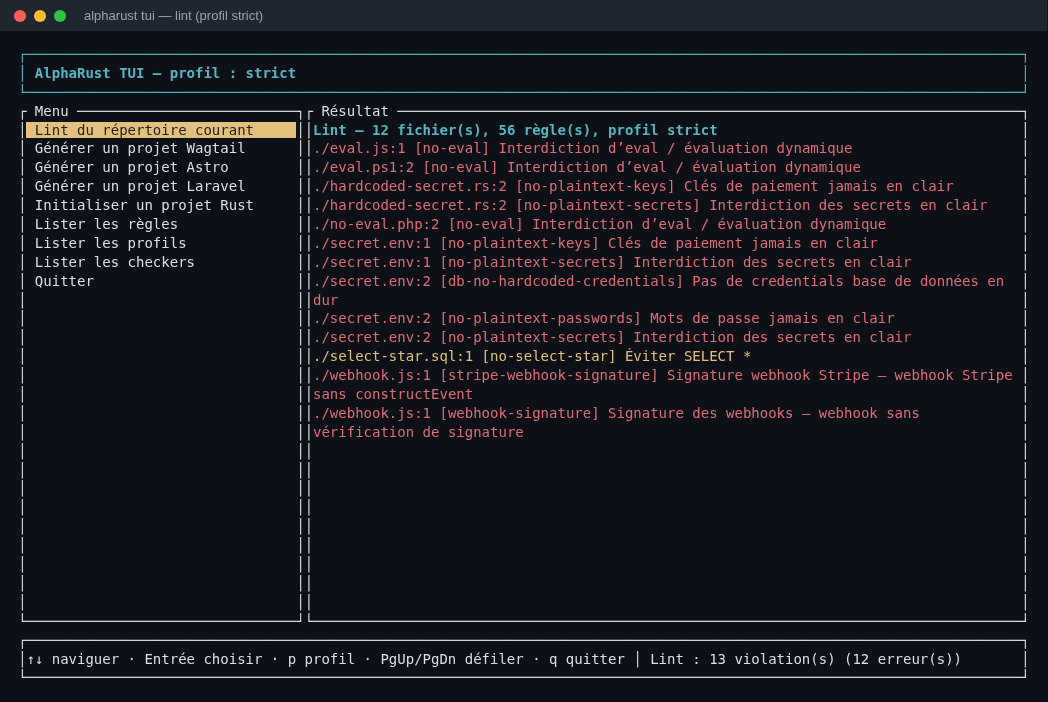 alpharust tui — lint (profil strict)
AlphaRust TUI — profil : strict
Menu
Résultat
Lint du répertoire courant
Générer un projet Wagtail
Générer un projet Astro
Générer un projet Laravel
Initialiser un projet Rust
Lister les règles
Lister les profils
Lister les checkers
Quitter
Lint — 12 fichier(s), 56 règle(s), profil strict
./eval.js:1 [no-eval] Interdiction d’eval / évaluation dynamique
./eval.ps1:2 [no-eval] Interdiction d’eval / évaluation dynamique
./hardcoded-secret.rs:2 [no-plaintext-keys] Clés de paiement jamais en clair
./hardcoded-secret.rs:2 [no-plaintext-secrets] Interdiction des secrets en clair
./no-eval.php:2 [no-eval] Interdiction d’eval / évaluation dynamique
./secret.env:1 [no-plaintext-keys] Clés de paiement jamais en clair
./secret.env:1 [no-plaintext-secrets] Interdiction des secrets en clair
./secret.env:2 [db-no-hardcoded-credentials] Pas de credentials base de données en
dur
./secret.env:2 [no-plaintext-passwords] Mots de passe jamais en clair
./secret.env:2 [no-plaintext-secrets] Interdiction des secrets en clair
./select-star.sql:1 [no-select-star] Éviter SELECT *
./webhook.js:1 [stripe-webhook-signature] Signature webhook Stripe — webhook Stripe
sans constructEvent
./webhook.js:1 [webhook-signature] Signature des webhooks — webhook sans
vérification de signature
↑↓ naviguer · Entrée choisir · p profil · PgUp/PgDn défiler · q quitter │ Lint : 13 violation(s) (12 erreur(s))